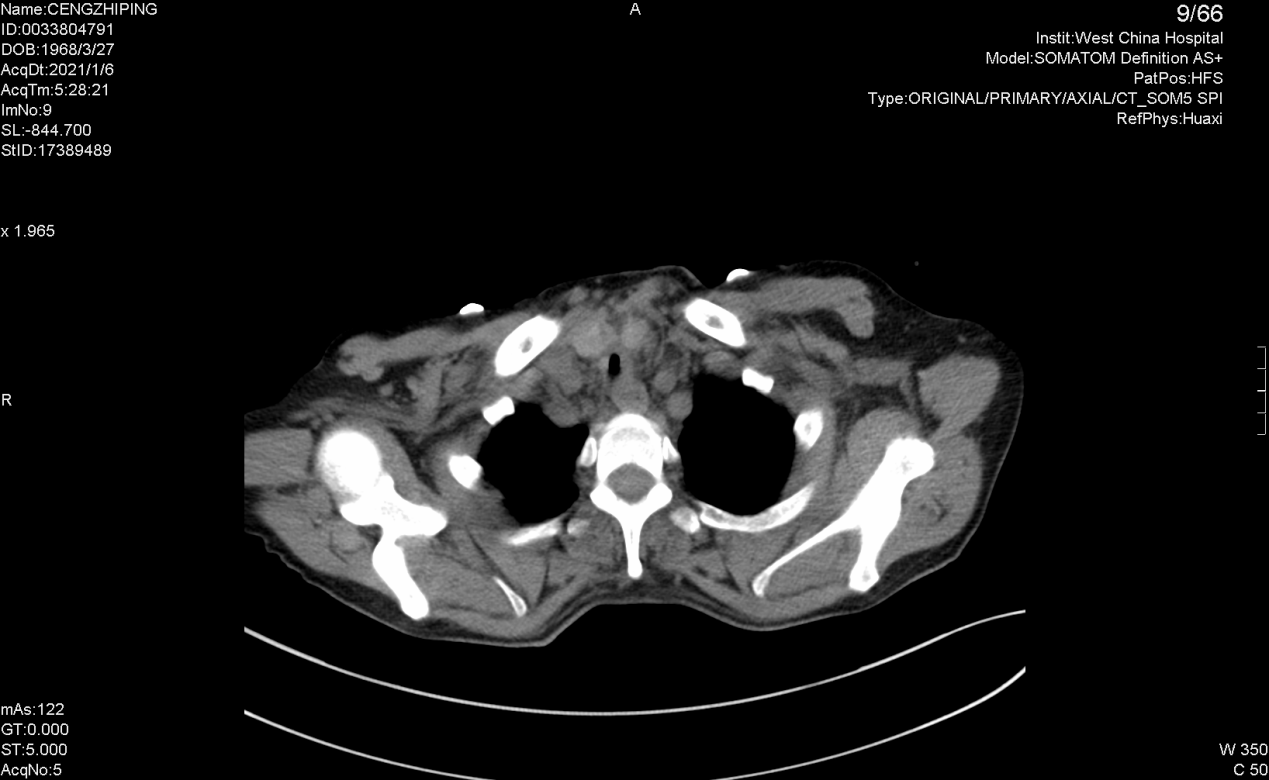 Name:CENGZHIPING
ID:0033804791
DOB:1968/3/27
AcqDt:2021/1/6
AcqTm:5:28:21
ImNo:9
SL:-844.700
StID:17389489
x 1.965
A
9/66
Instit:West China Hospital
Model:SOMATOM Definition AS+
PatPos:HFS
Type:ORIGINAL/PRIMARY/AXIAL/CT_SOM5 SPI
RefPhys:Huaxi
R
mAs:122
GT:0.000
ST:5.000
AcqNo:5
W 350
C 50